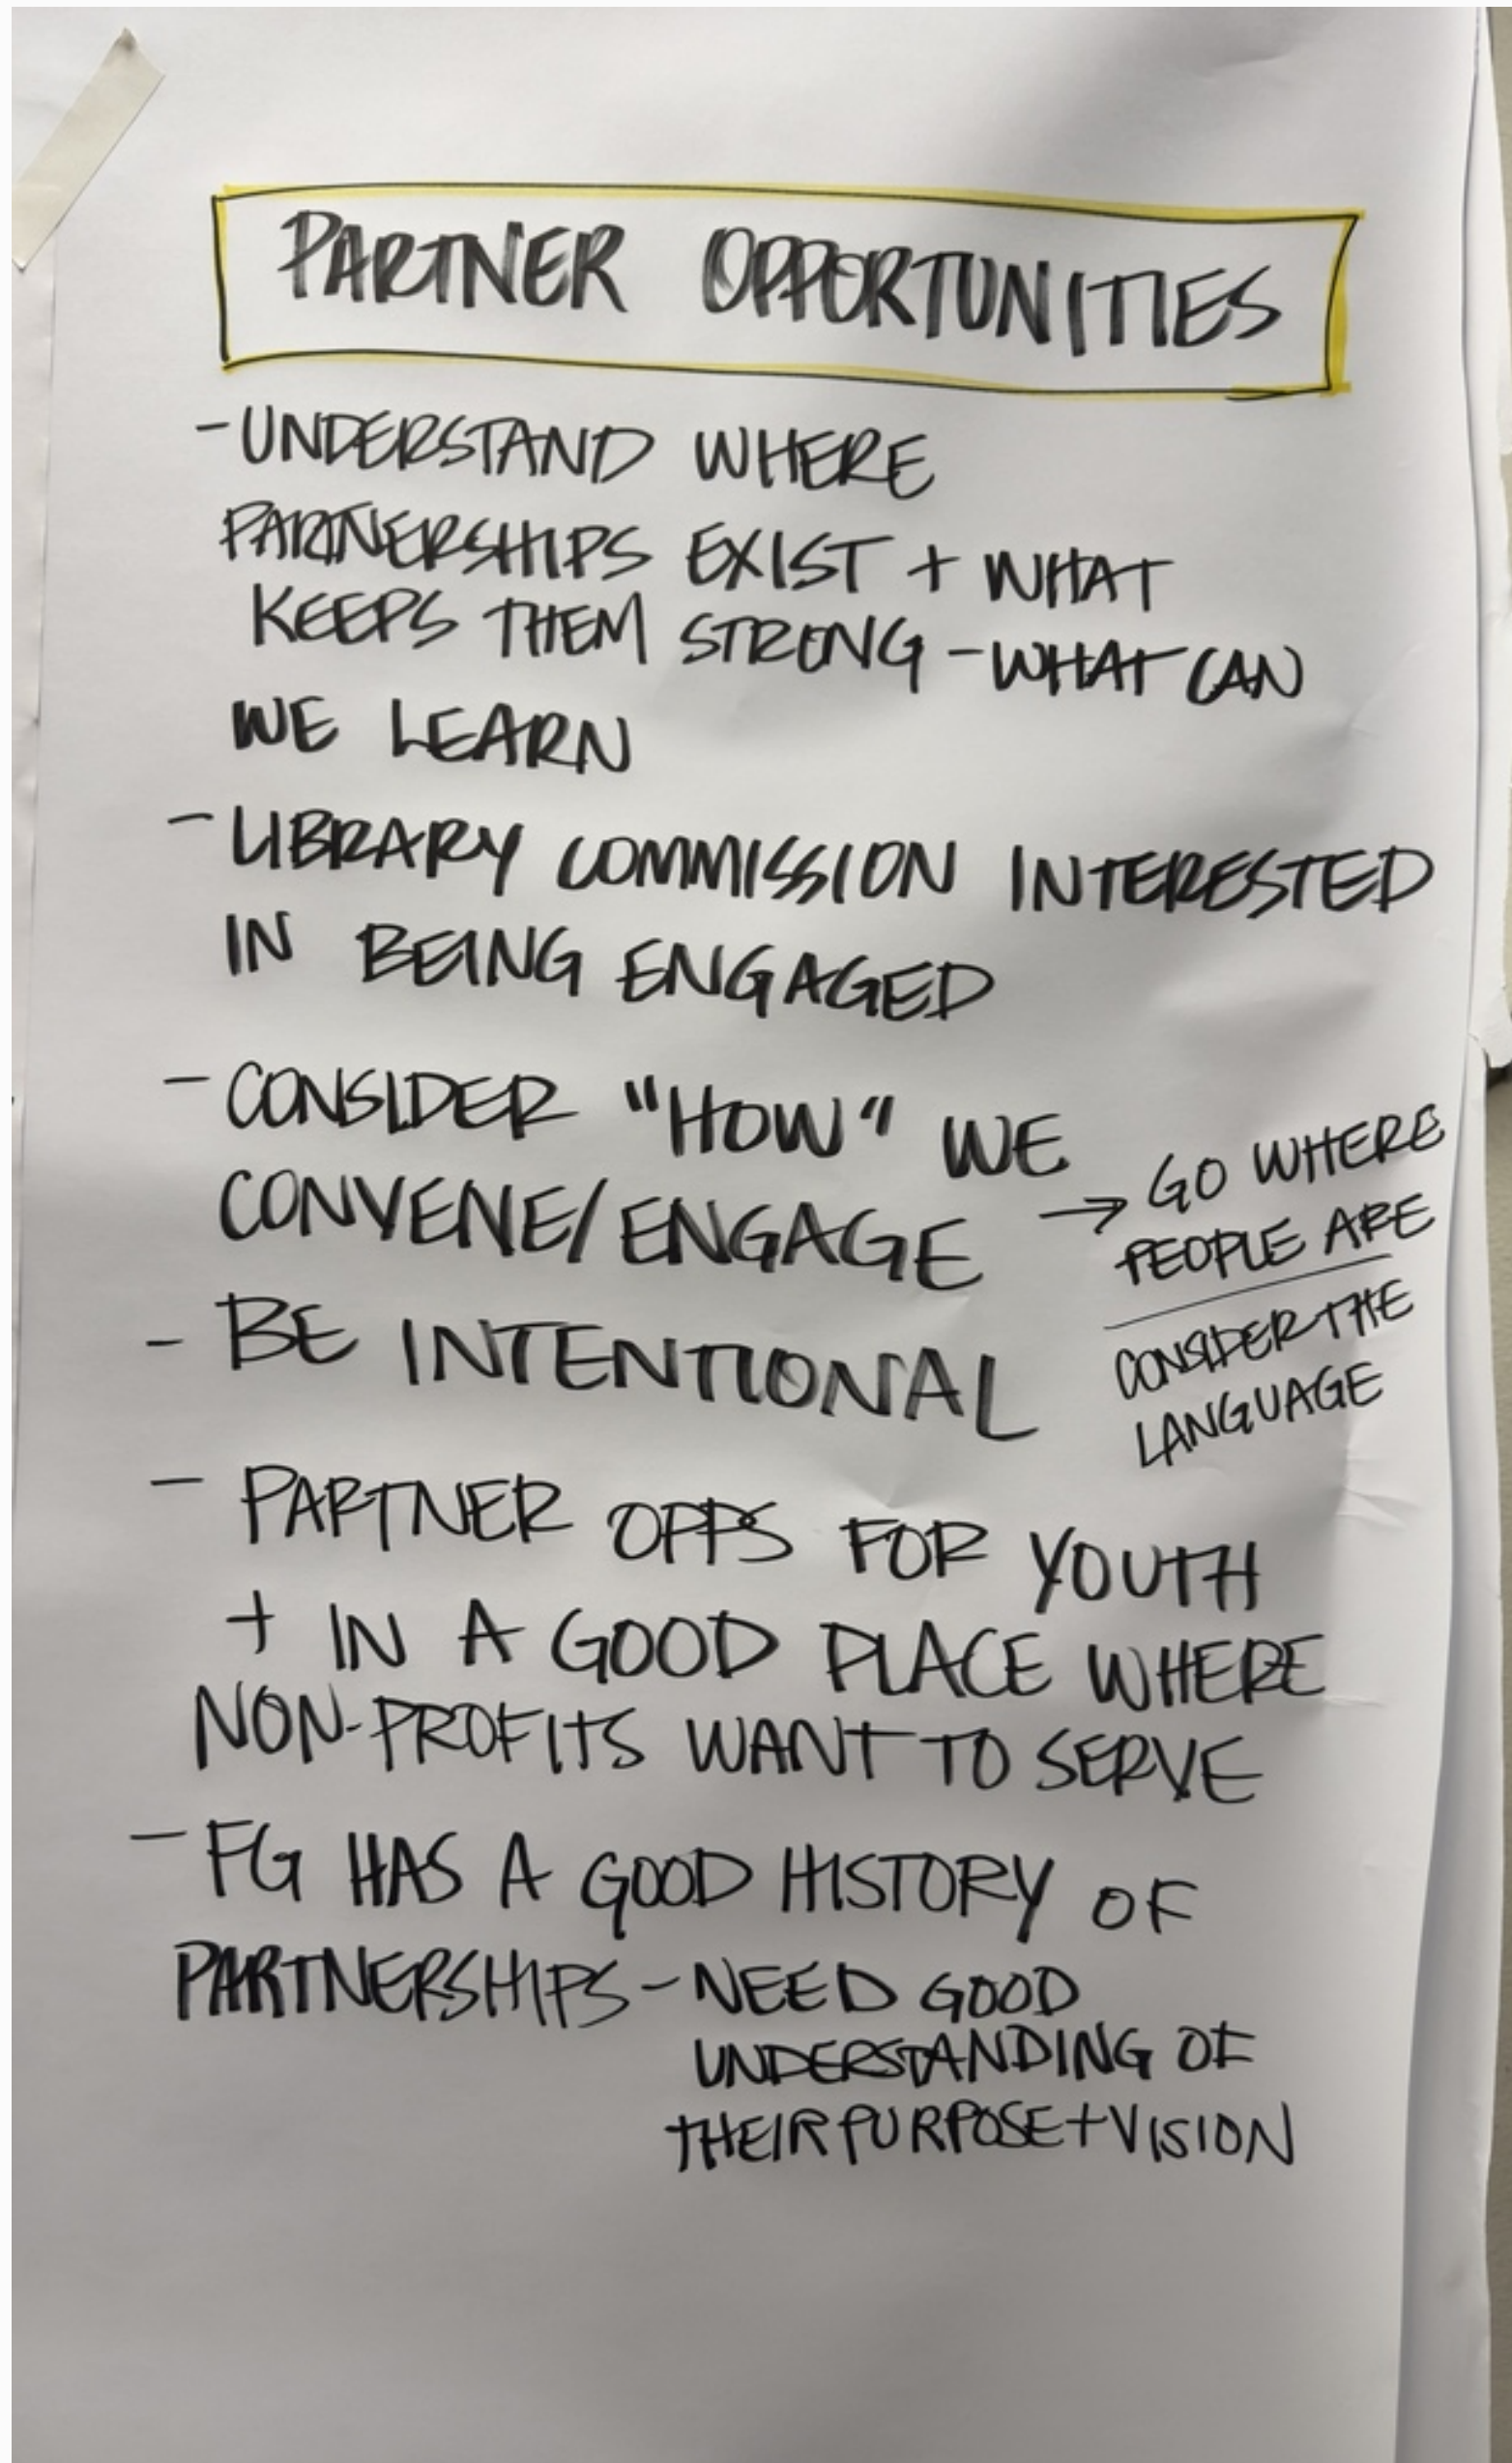 PARTNER OPPORTUNITIES
- UNDERSTAND WHERE
PARTNERSHIPS EXIST + WHAT
KEEPS THEM STRONG - WHAT CAN
WE LEARN
- LIBRARY COMMISSION INTERESTED
IN BEING ENGAGED
- CONSIDER "HOW" WE
CONVENE/ENGAGE
→ GO WHERE
PEOPLE ARE
CONSIDER THE
LANGUAGE
- BE INTENTIONAL
- PARTNER OPPS FOR YOUTH
+ IN A GOOD PLACE WHERE
NON-PROFITS WANT TO SERVE
- FG HAS A GOOD HISTORY OF
PARTNERSHIPS - NEED GOOD
UNDERSTANDING OF
THEIR PURPOSE + VISION